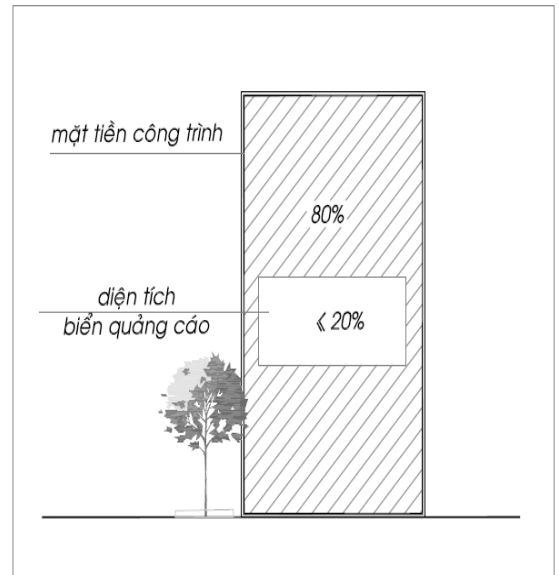 mặt tiền công trình
80%
diện tích
biển quảng cáo
⩽ 20%